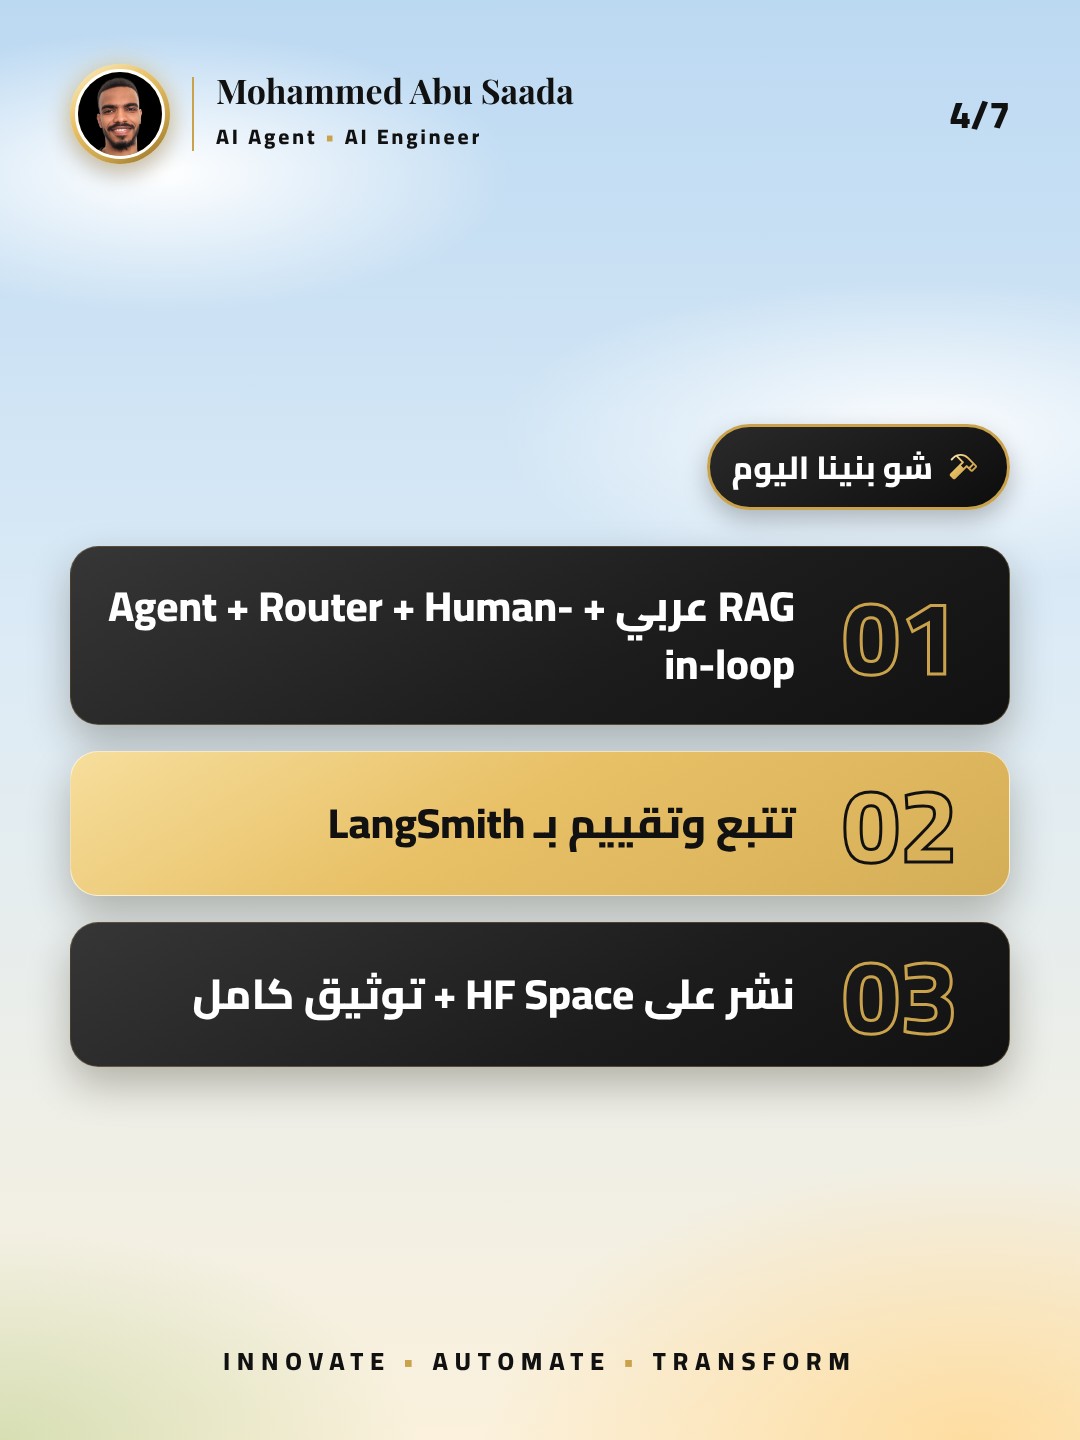 Mohammed Abu Saada
AI Agent ▪ AI Engineer
4/7
شو بنينا اليوم
01
RAG عربي + Agent + Router + Human-
in-loop
02
تتبع وتقييم بـ LangSmith
03
نشر على HF Space + توثيق كامل
INNOVATE ▪ AUTOMATE ▪ TRANSFORM